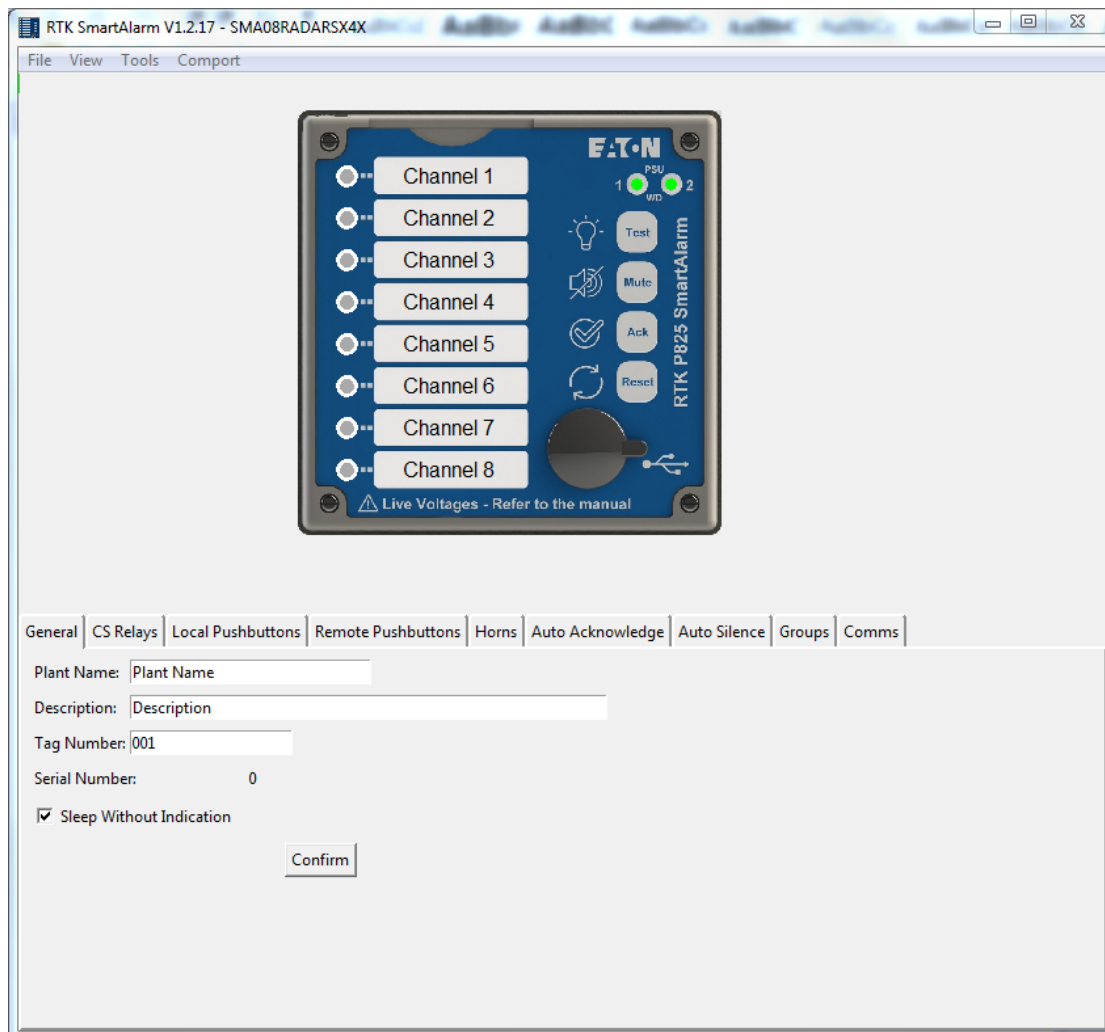 RTK SmartAlarm V1.2.17 - SMA08RADARSX4X
File View Tools Comport
EATON
Channel 1
Channel 2
Channel 3
Channel 4
Channel 5
Channel 6
Channel 7
Channel 8
PSU
1 2
WD
Test
Mute
Ack
Reset
RTK P825 SmartAlarm
Live Voltages - Refer to the manual
General CS Relays Local Pushbuttons Remote Pushbuttons Horns Auto Acknowledge Auto Silence Groups Comms
Plant Name: Plant Name
Description: Description
Tag Number: 001
Serial Number: 0
Sleep Without Indication
Confirm